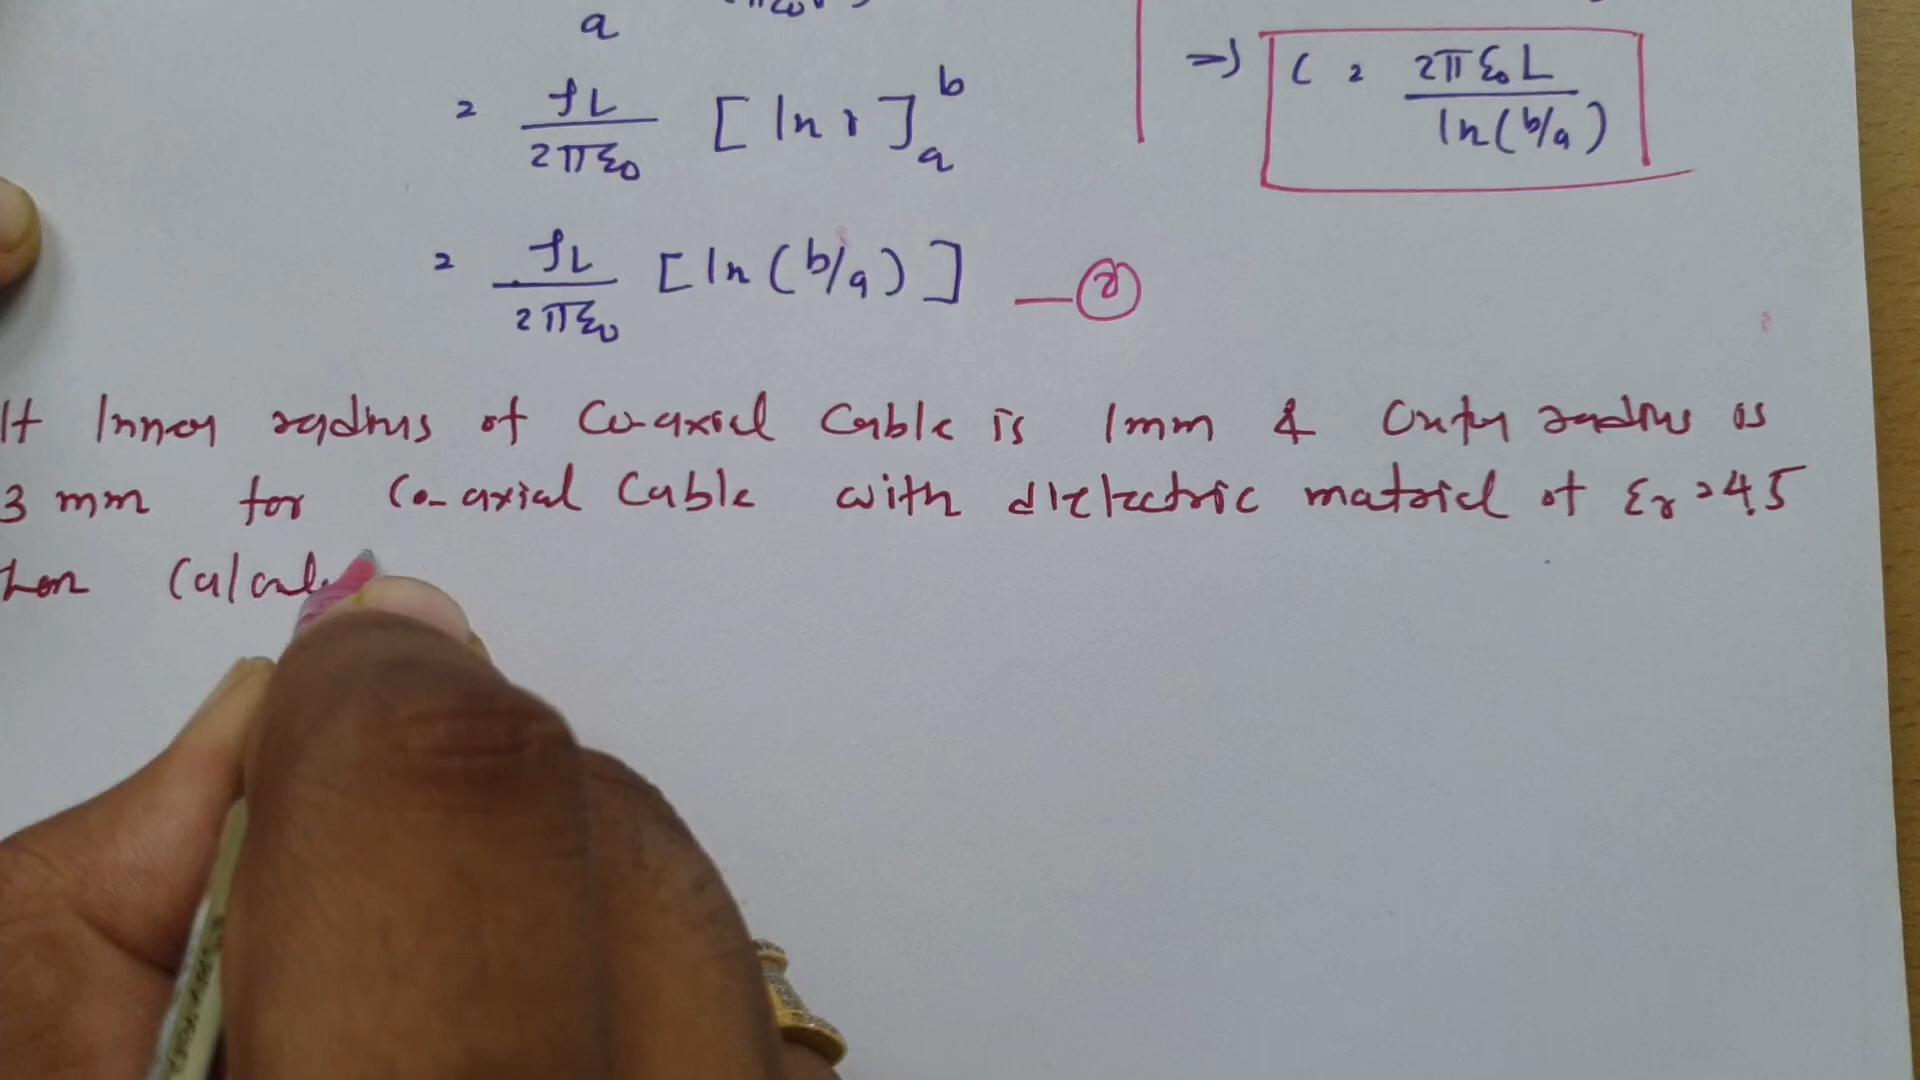 a
= ρL / 2πε0 [ ln r ]_a^b
= ρL / 2πε0 [ ln ( b/a ) ] — ②
⇒ C = 2πε0L / ln(b/a)
If Inner radius of Co-axial Cable is 1mm & Outer radius is
3 mm for Co-axial Cable with dielectric material of εr = 4.5
then Calcul